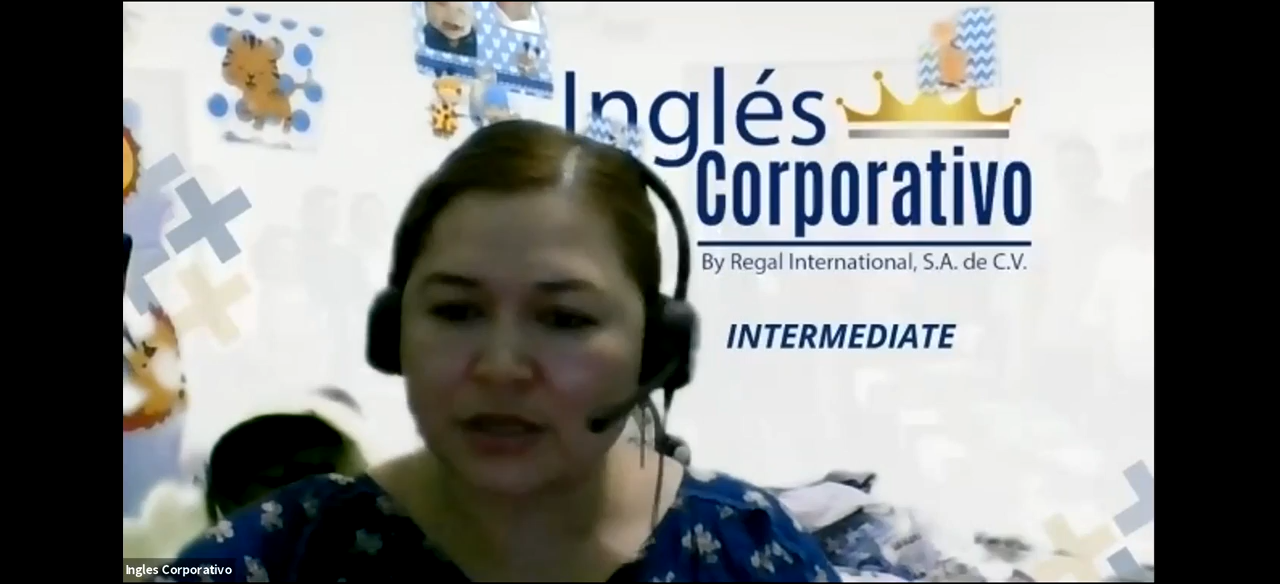 Inglés
Corporativo
By Regal International, S.A. de C.V.
INTERMEDIATE
Ingles Corporativo